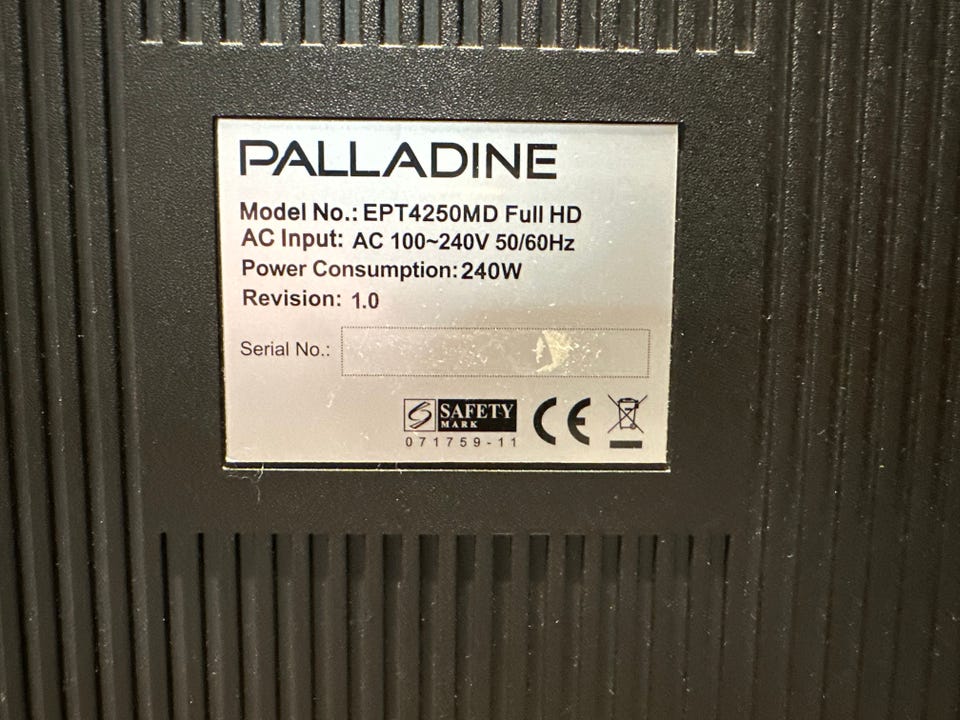 PALLADINE
Model No.: EPT4250MD Full HD
AC Input: AC 100~240V 50/60Hz
Power Consumption: 240W
Revision: 1.0
Serial No.:
S SAFETY
MARK
071759-11
CE